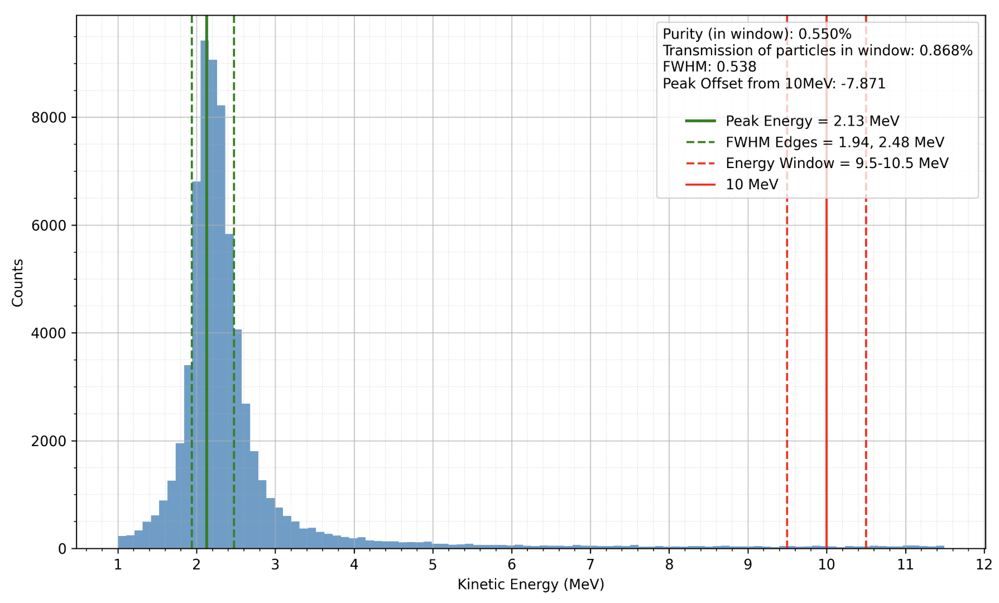 Purity (in window): 0.550%
Transmission of particles in window: 0.868%
FWHM: 0.538
Peak Offset from 10MeV: -7.871
Peak Energy = 2.13 MeV
FWHM Edges = 1.94, 2.48 MeV
Energy Window = 9.5-10.5 MeV
10 MeV
Counts
8000
6000
4000
2000
0
1 2 3 4 5 6 7 8 9 10 11 12
Kinetic Energy (MeV)